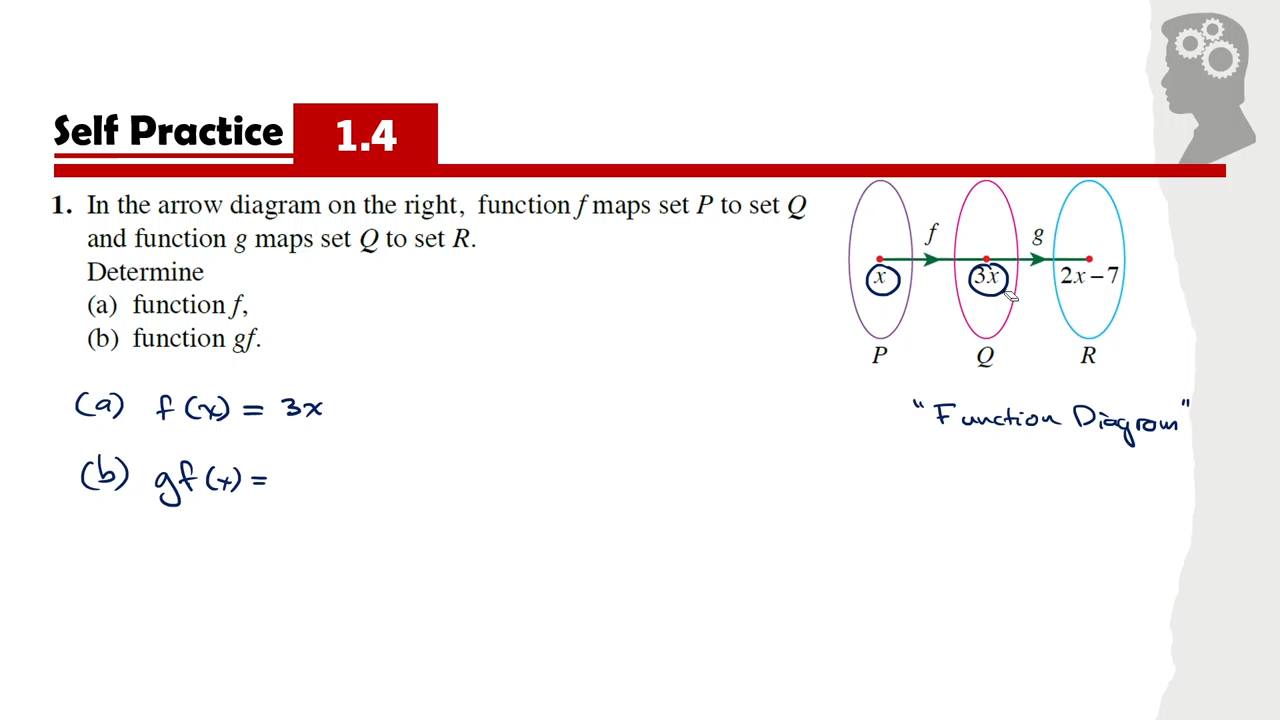 Self Practice 1.4
1. In the arrow diagram on the right, function f maps set P to set Q
and function g maps set Q to set R.
Determine
(a) function f,
(b) function gf.
f g
x 3x 2x – 7
P Q R
(a) f(x) = 3x
"Function Diagram"
(b) gf(x) =